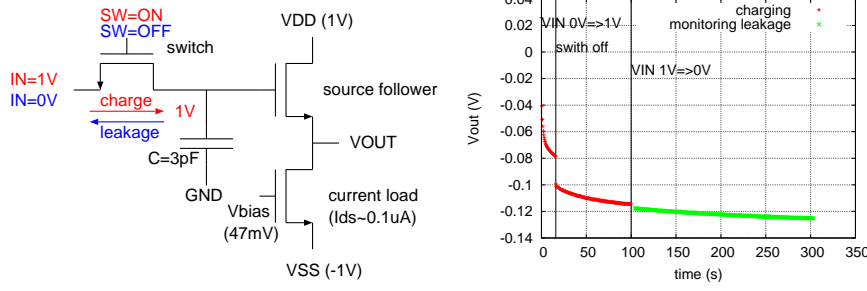 SW=ON
SW=OFF
switch
VDD (1V)
IN=1V
IN=0V
charge
1V
leakage
source follower
C=3pF
VOUT
GND
Vbias
(47mV)
current load
(Ids~0.1uA)
VSS (-1V)
0.04
0.02
0
-0.02
-0.04
-0.06
-0.08
-0.1
-0.12
-0.14
Vout (V)
charging
monitoring leakage
VIN 0V=>1V
swith off
VIN 1V=>0V
0 50 100 150 200 250 300 350
time (s)